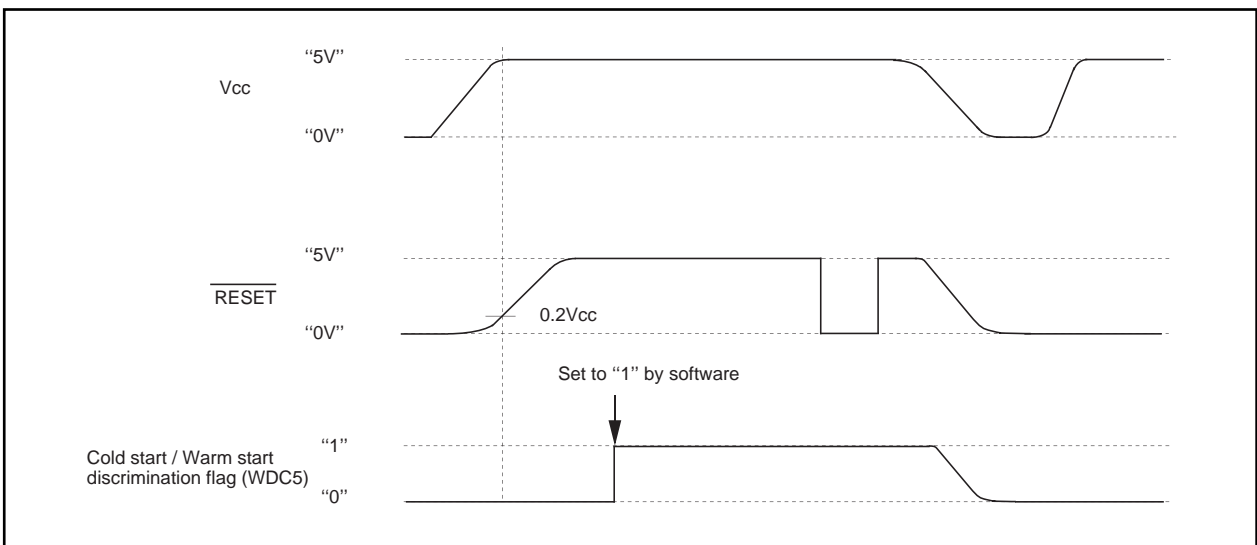 “5V”
Vcc
“0V”
“5V”
RESET
0.2Vcc
“0V”
Set to “1” by software
“1”
Cold start / Warm start
discrimination flag (WDC5)
“0”